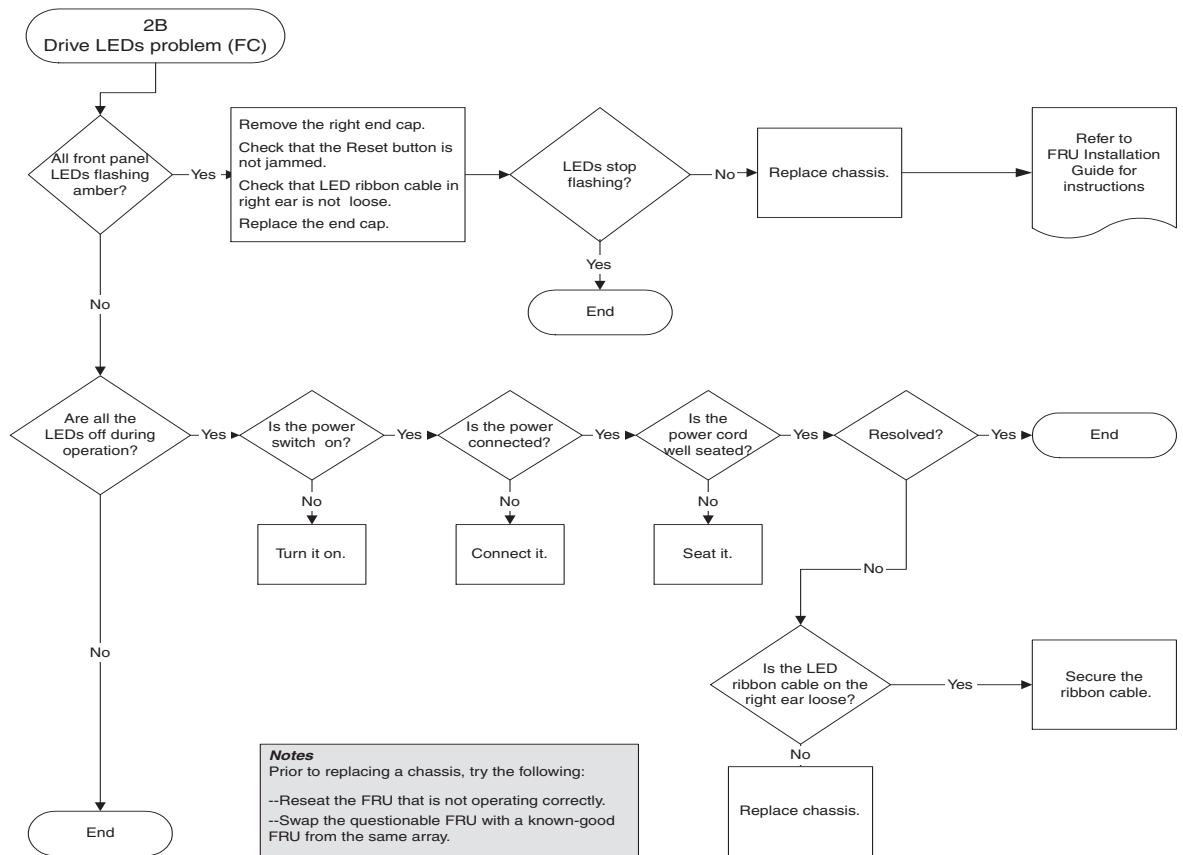 2B
Drive LEDs problem (FC)
All front panel
LEDs flashing
amber?
Yes
Remove the right end cap.
Check that the Reset button is
not jammed.
Check that LED ribbon cable in
right ear is not loose.
Replace the end cap.
LEDs stop
flashing?
No
Replace chassis.
Refer to
FRU Installation
Guide for
instructions
Yes
End
No
Are all the
LEDs off during
operation?
Yes
Is the power
switch on?
Yes
Is the power
connected?
Yes
Is the
power cord
well seated?
Yes
Resolved?
Yes
End
No
Turn it on.
No
Connect it.
No
Seat it.
No
Is the LED
ribbon cable on the
right ear loose?
Yes
Secure the
ribbon cable.
No
Replace chassis.
No
End
Notes
Prior to replacing a chassis, try the following:
--Reseat the FRU that is not operating correctly.
--Swap the questionable FRU with a known-good
FRU from the same array.